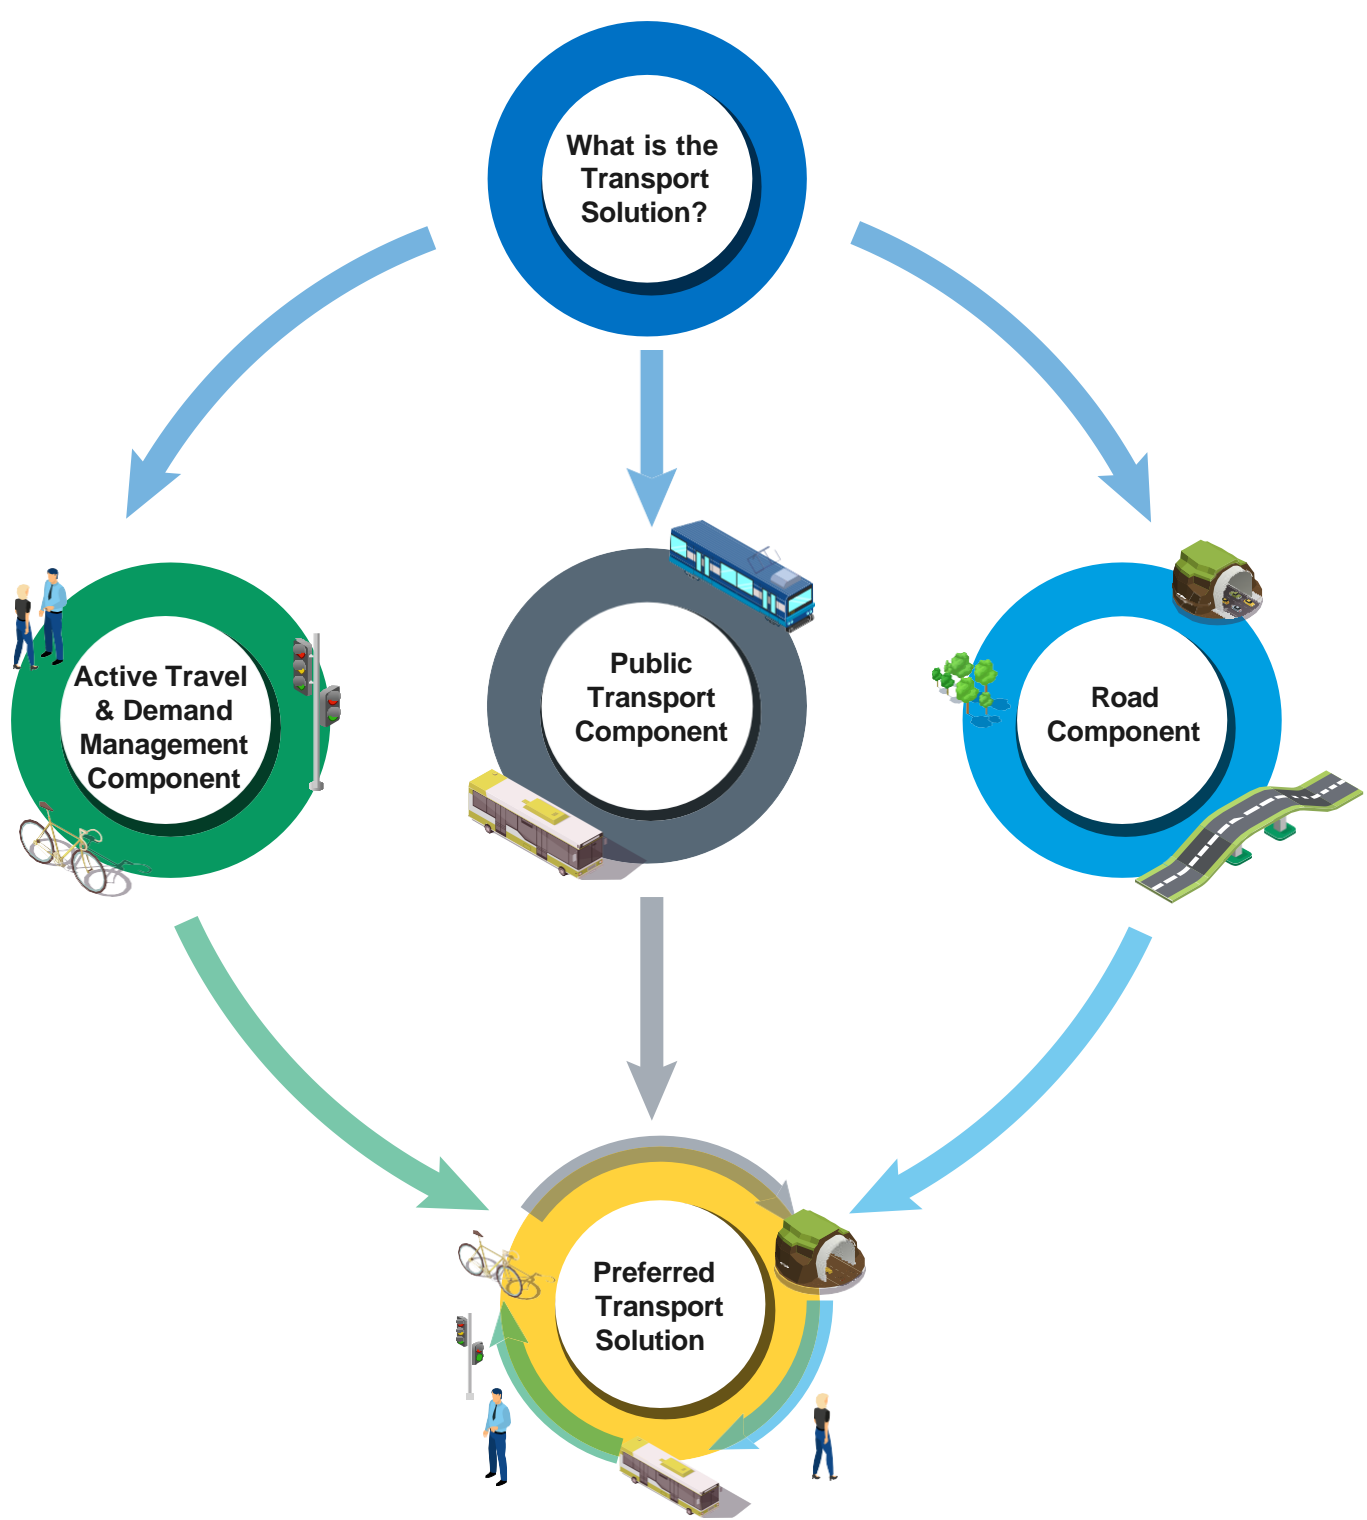 What is the
Transport
Solution?
Active Travel
& Demand
Management
Component
Public
Transport
Component
Road
Component
Preferred
Transport
Solution